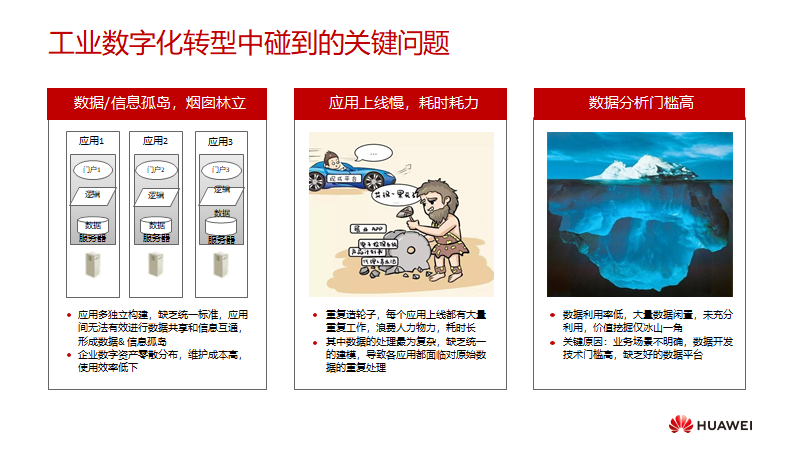 工业数字化转型中碰到的关键问题
数据/信息孤岛，烟囱林立
应用1
应用2
应用3
门户1
门户2
门户3
逻辑
逻辑
逻辑
数据
数据
数据
服务器
服务器
服务器
应用多独立构建，缺乏统一标准，应用
间无法有效进行数据共享和信息互通，
形成数据& 信息孤岛
企业数字资产零散分布，维护成本高，
使用效率低下
应用上线慢，耗时耗力
...
重复造轮子，每个应用上线都有大量
重复工作，浪费人力物力，耗时长
其中数据的处理最为复杂，缺乏统一
的建模，导致各应用都面临对原始数
据的重复处理
数据分析门槛高
数据利用率低，大量数据闲置，未充分
利用，价值挖掘仅冰山一角
关键原因：业务场景不明确，数据开发
技术门槛高，缺乏好的数据平台
HUAWEI